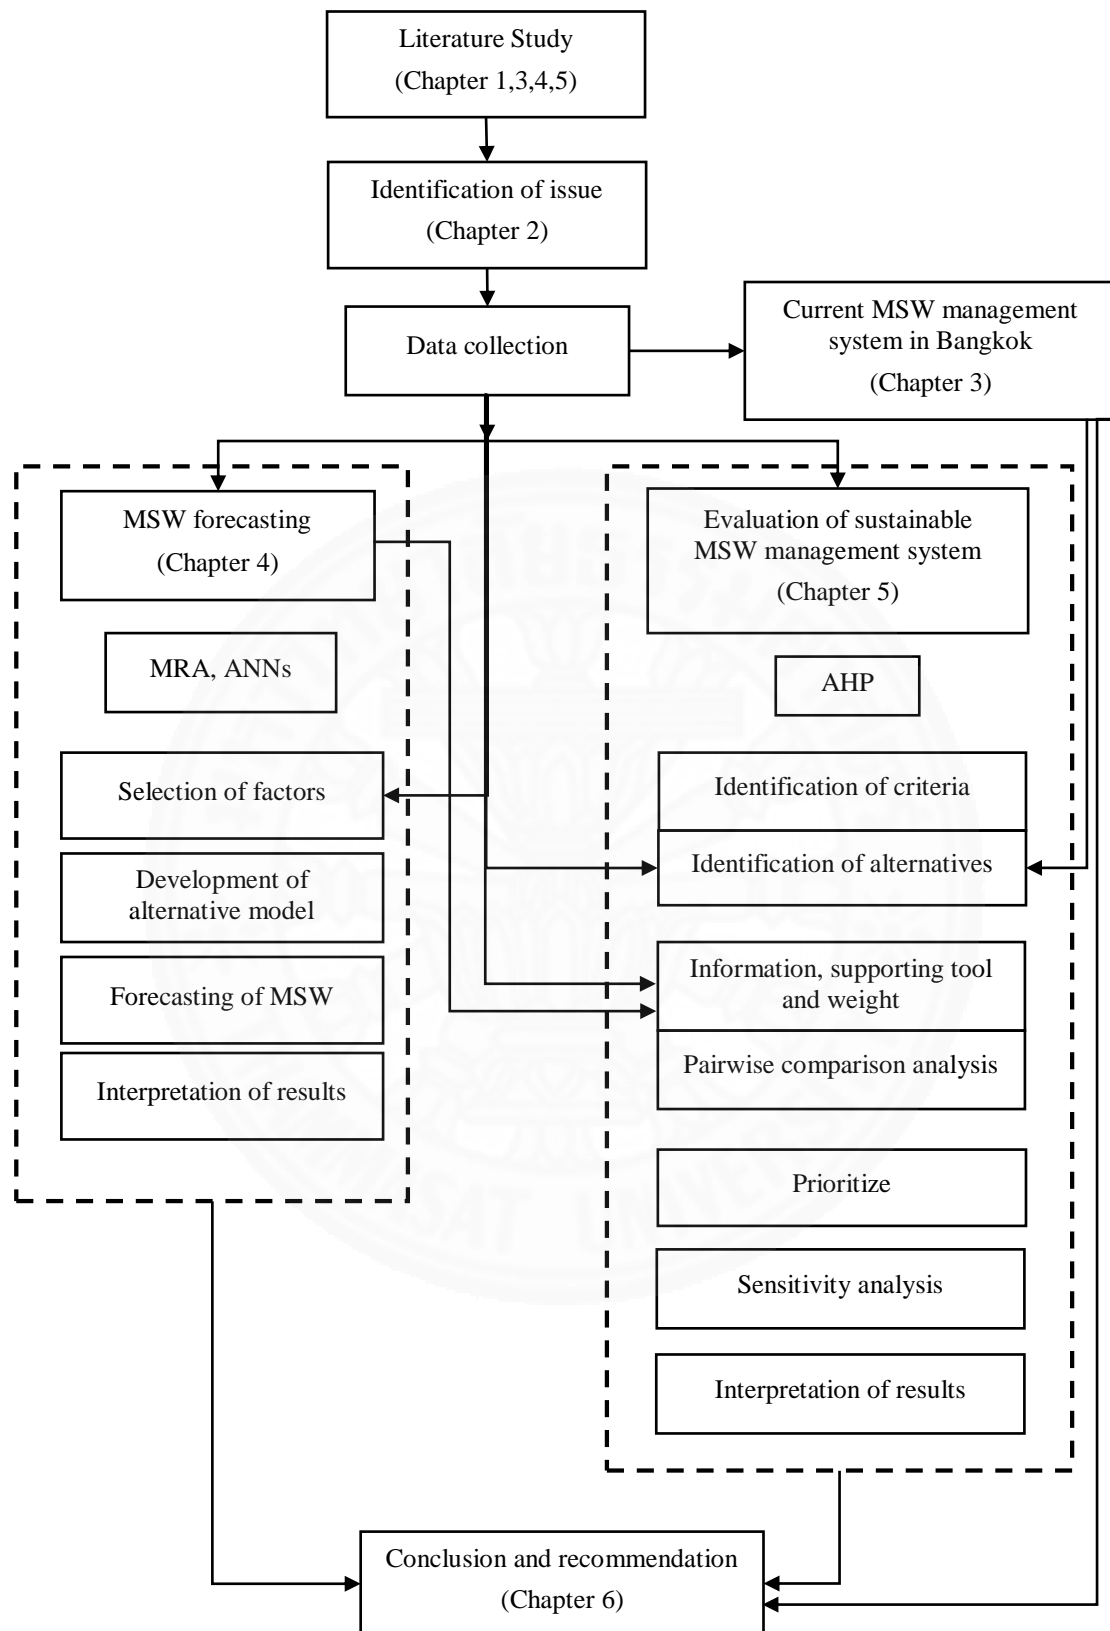 Literature Study
(Chapter 1,3,4,5)
Identification of issue
(Chapter 2)
Data collection
Current MSW management
system in Bangkok
(Chapter 3)
MSW forecasting
(Chapter 4)
MRA, ANNs
Selection of factors
Development of
alternative model
Forecasting of MSW
Interpretation of results
Evaluation of sustainable
MSW management system
(Chapter 5)
AHP
Identification of criteria
Identification of alternatives
Information, supporting tool
and weight
Pairwise comparison analysis
Prioritize
Sensitivity analysis
Interpretation of results
Conclusion and recommendation
(Chapter 6)